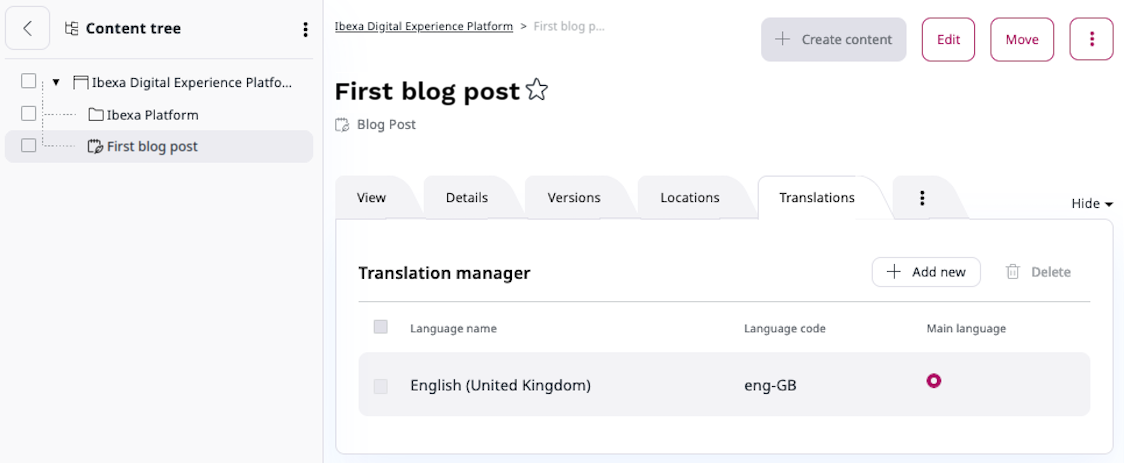 Content tree
Ibexa Digital Experience Platfo...
Ibexa Platform
First blog post
Ibexa Digital Experience Platform > First blog p...
Create content
Edit
Move
First blog post
Blog Post
View Details Versions Locations Translations
Hide
Translation manager
Add new Delete
Language name Language code Main language
English (United Kingdom) eng-GB